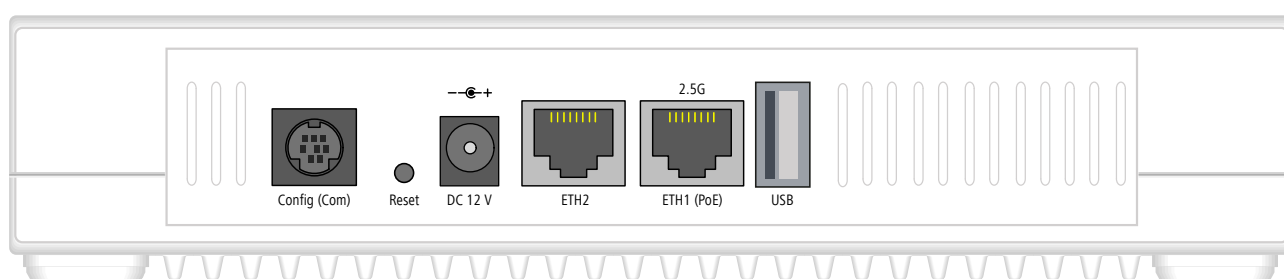 2.5G
Config (Com)
Reset
DC 12 V
ETH2
ETH1 (PoE)
USB